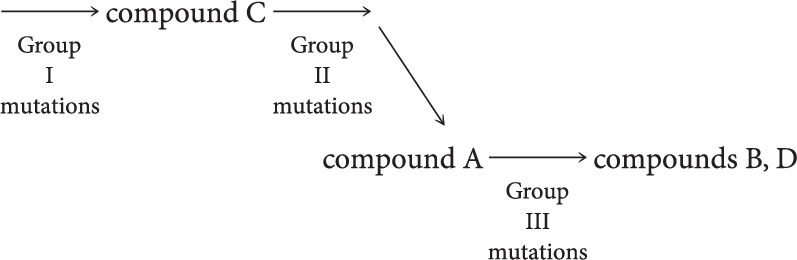 compound C
Group
I
mutations
Group
II
mutations
compound A
compounds B, D
Group
III
mutations